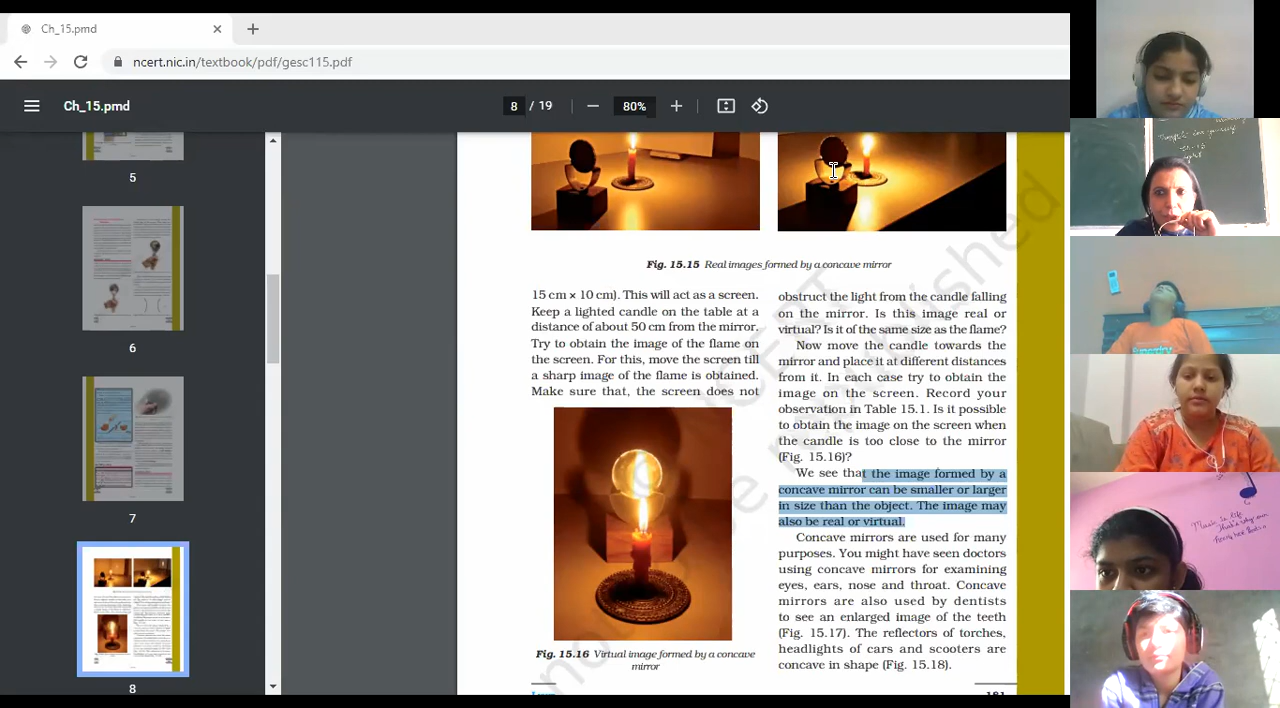 Ch_15.pmd
ncert.nic.in/textbook/pdf/gesc115.pdf
Ch_15.pmd
8 / 19
80%
5
6
7
8
Fig. 15.15 Real images formed by a concave mirror
15 cm × 10 cm). This will act as a screen.
Keep a lighted candle on the table at a
distance of about 50 cm from the mirror.
Try to obtain the image of the flame on
the screen. For this, move the screen till
a sharp image of the flame is obtained.
Make sure that, the screen does not
Fig. 15.16 Virtual image formed by a concave
mirror
obstruct the light from the candle falling
on the mirror. Is this image real or
virtual? Is it of the same size as the flame?
Now move the candle towards the
mirror and place it at different distances
from it. In each case try to obtain the
image on the screen. Record your
observation in Table 15.1. Is it possible
to obtain the image on the screen when
the candle is too close to the mirror
(Fig. 15.16)?
We see that the image formed by a
concave mirror can be smaller or larger
in size than the object. The image may
also be real or virtual.
Concave mirrors are used for many
purposes. You might have seen doctors
using concave mirrors for examining
eyes, ears, nose and throat. Concave
mirrors are also used by dentists
to see an enlarged image of the teeth
(Fig. 15.17). The reflectors of torches,
headlights of cars and scooters are
concave in shape (Fig. 15.18).
181
Music is life